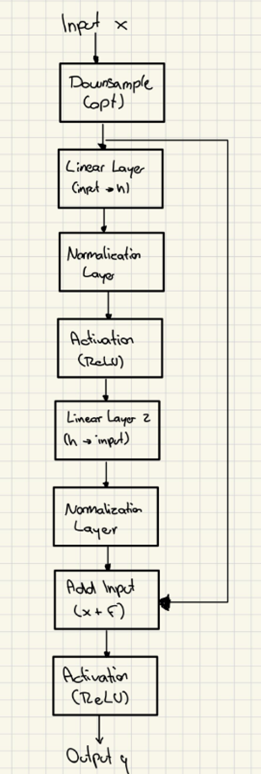 Input x
Downsample
(opt)
Linear Layer
(input → h)
Normalization
Layer
Activation
(ReLU)
Linear Layer 2
(h → input)
Normalization
Layer
Add Input
(x + F)
Activation
(ReLU)
Output y